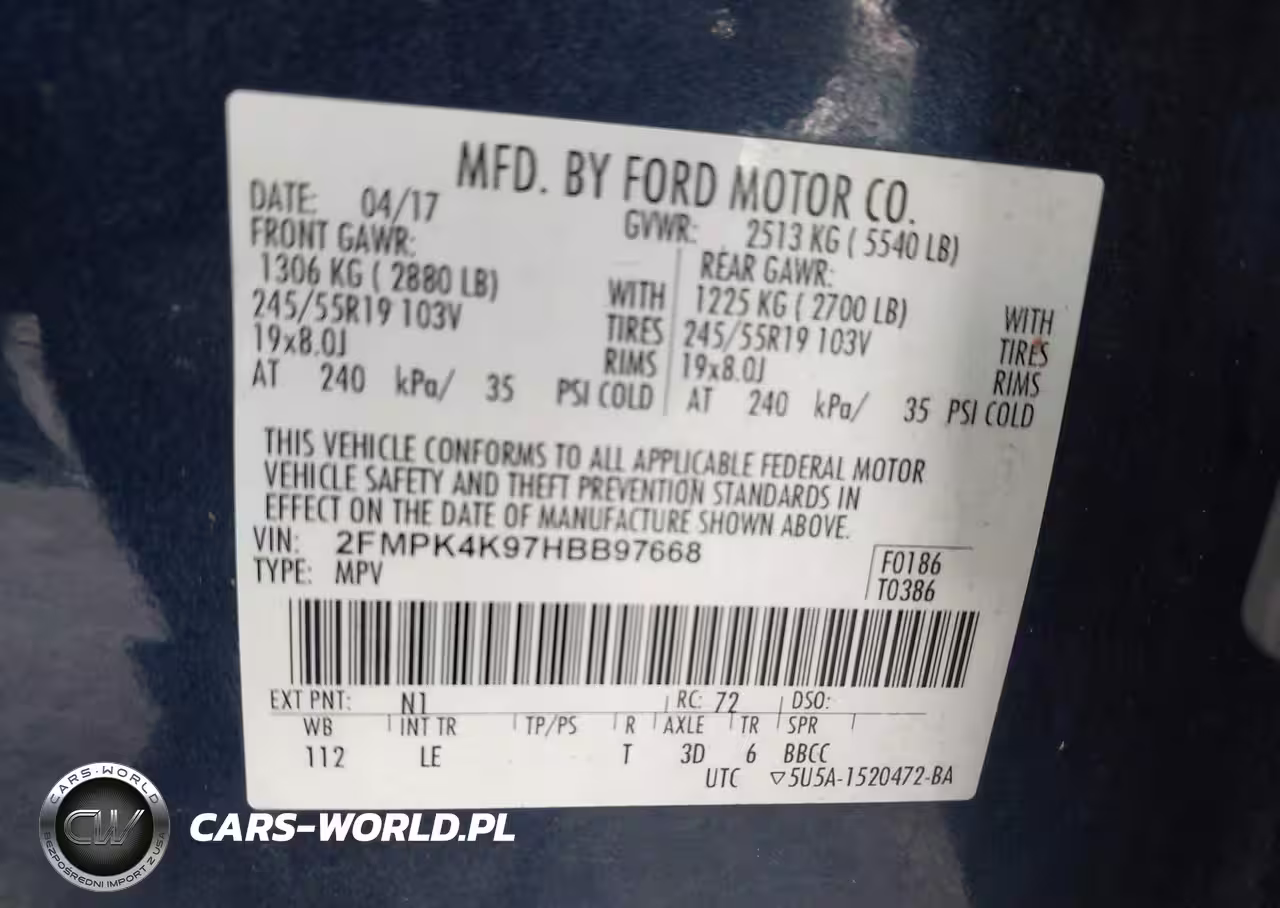 MFD. BY FORD MOTOR CO.
DATE: 04/17 GVWR: 2513 KG ( 5540 LB)
FRONT GAWR: REAR GAWR:
1306 KG ( 2880 LB) WITH 1225 KG ( 2700 LB) WITH
245/55R19 103V TIRES 245/55R19 103V TIRES
19x8.0J RIMS 19x8.0J RIMS
AT 240 kPa/ 35 PSI COLD AT 240 kPa/ 35 PSI COLD
THIS VEHICLE CONFORMS TO ALL APPLICABLE FEDERAL MOTOR
VEHICLE SAFETY AND THEFT PREVENTION STANDARDS IN
EFFECT ON THE DATE OF MANUFACTURE SHOWN ABOVE.
VIN: 2FMPK4K97HBB97668
TYPE: MPV
F0186
T0386
EXT PNT: N1 RC: 72 DSO:
WB INT TR TP/PS R AXLE TR SPR
112 LE T 3D 6 BBCC
UTC ▽5U5A-1520472-BA
CARS-WORLD
CW
BEZPOŚREDNI IMPORT Z USA
CARS-WORLD.PL